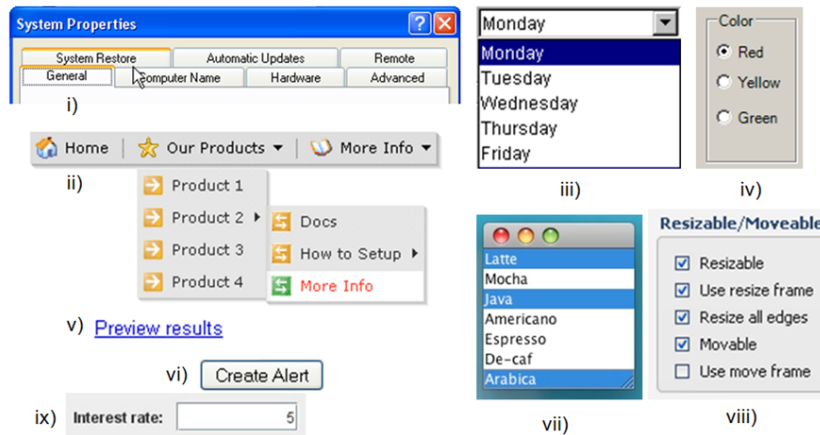 System Properties
System Restore Automatic Updates Remote
General Computer Name Hardware Advanced
i)
Home Our Products More Info
ii)
Product 1
Product 2 Docs
Product 3 How to Setup
Product 4 More Info
v) Preview results
vi) Create Alert
ix) Interest rate: 5
Monday
Monday
Tuesday
Wednesday
Thursday
Friday
iii)
Color
Red
Yellow
Green
iv)
Latte
Mocha
Java
Americano
Espresso
De-caf
Arabica
vii)
Resizable/Moveable
Resizable
Use resize frame
Resize all edges
Movable
Use move frame
viii)